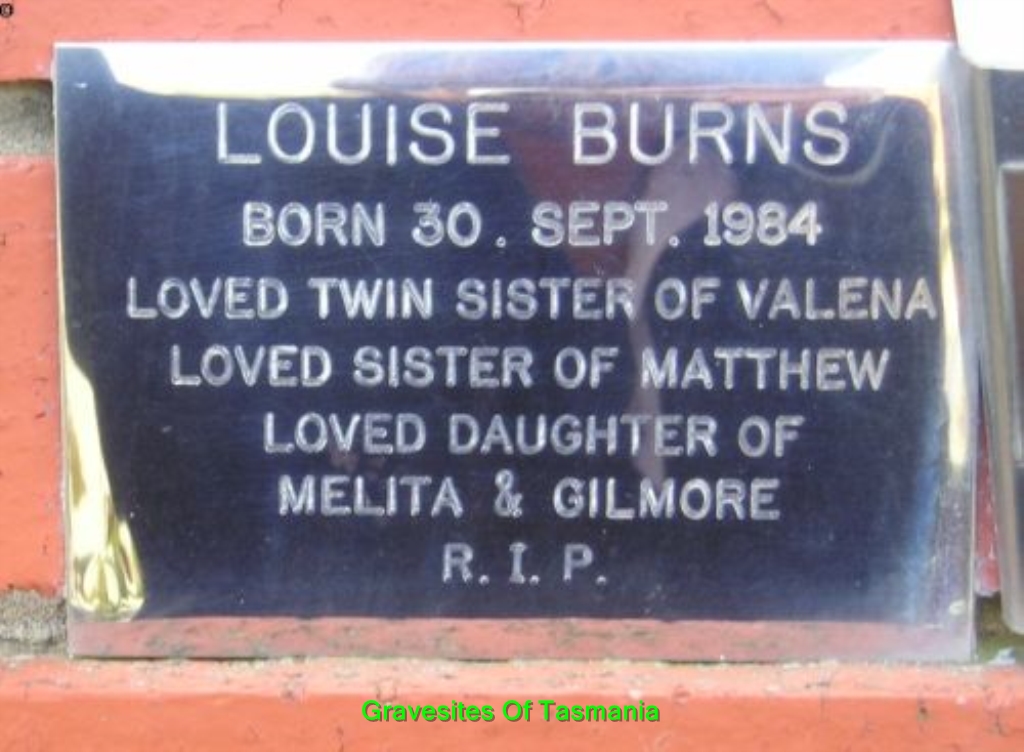 LOUISE BURNS
BORN 30. SEPT. 1984
LOVED TWIN SISTER OF VALENA
LOVED SISTER OF MATTHEW
LOVED DAUGHTER OF
MELITA & GILMORE
R. I. P.
Gravesites Of Tasmania